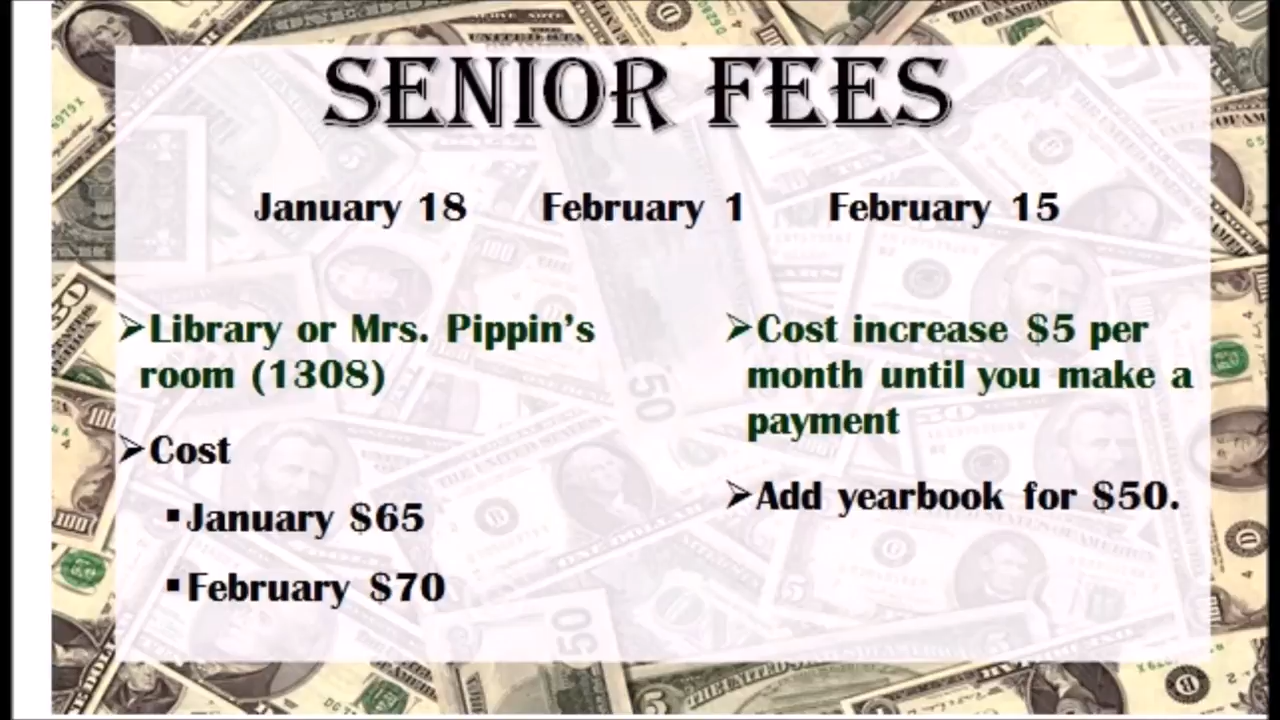 SENIOR FEES
January 18 February 1 February 15
➢Library or Mrs. Pippin's
room (1308)
➢Cost
▪January $65
▪February $70
➢Cost increase $5 per
month until you make a
payment
➢Add yearbook for $50.